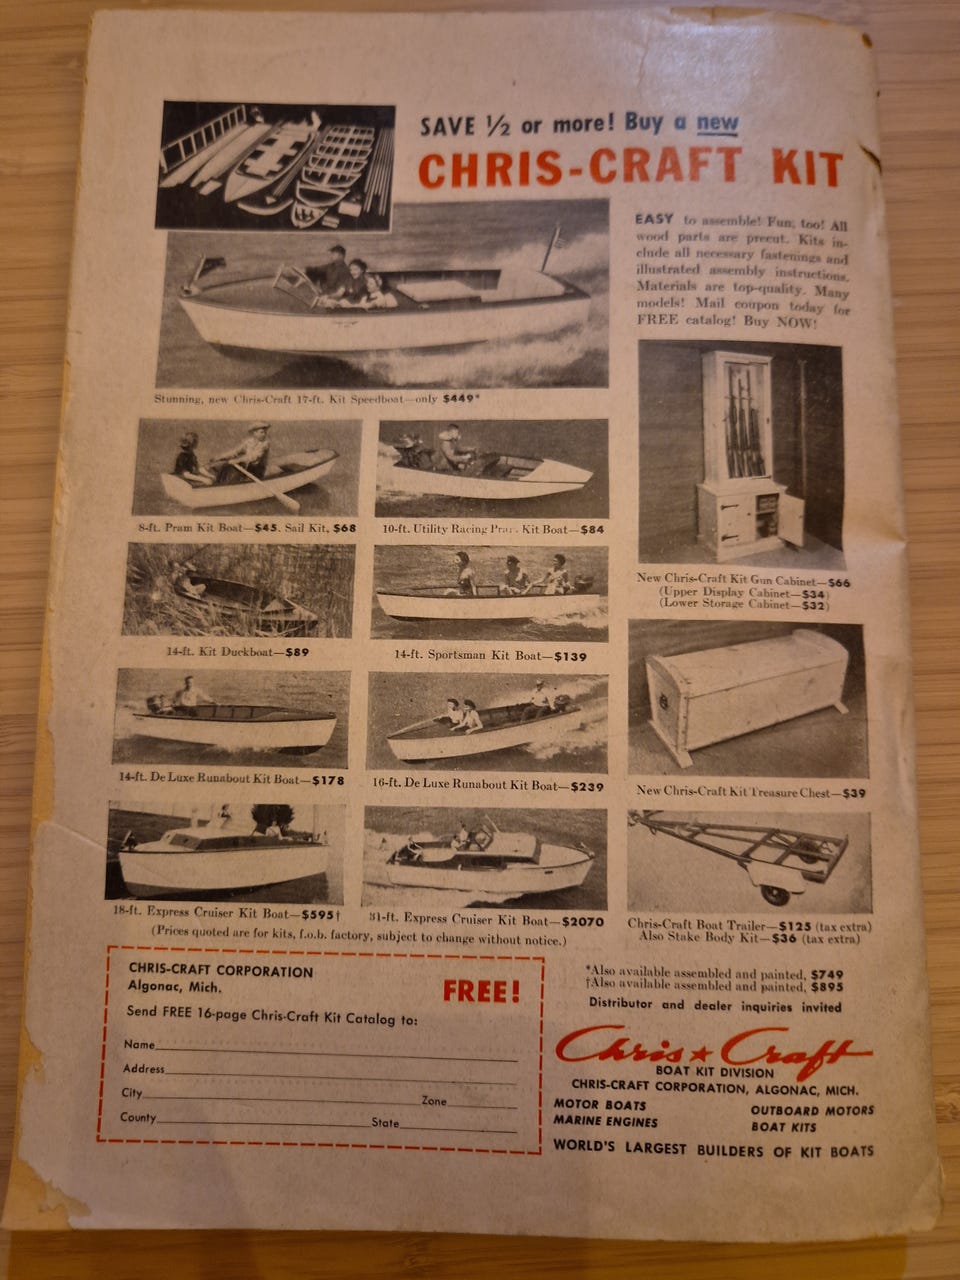 SAVE ½ or more! Buy a new
CHRIS-CRAFT KIT
EASY to assemble! Fun, too! All
wood parts are precut. Kits in-
clude all necessary fastenings and
illustrated assembly instructions.
Materials are top-quality. Many
models! Mail coupon today for
FREE catalog! Buy NOW!
Stunning, new Chris-Craft 17-ft. Kit Speedboat—only $449*
8-ft. Pram Kit Boat—$45. Sail Kit, $68
10-ft. Utility Racing Pram Kit Boat—$84
14-ft. Kit Duckboat—$89
14-ft. Sportsman Kit Boat—$139
14-ft. De Luxe Runabout Kit Boat—$178
16-ft. De Luxe Runabout Kit Boat—$239
18-ft. Express Cruiser Kit Boat—$595†
31-ft. Express Cruiser Kit Boat—$2070
(Prices quoted are for kits, f.o.b. factory, subject to change without notice.)
New Chris-Craft Kit Gun Cabinet—$66
(Upper Display Cabinet—$34)
(Lower Storage Cabinet—$32)
New Chris-Craft Kit Treasure Chest—$39
Chris-Craft Boat Trailer—$125 (tax extra)
Also Stake Body Kit—$36 (tax extra)
*Also available assembled and painted, $749
†Also available assembled and painted, $895
Distributor and dealer inquiries invited
CHRIS-CRAFT CORPORATION
Algonac, Mich.
FREE!
Send FREE 16-page Chris-Craft Kit Catalog to:
Name
Address
City Zone
County State
Chris★Craft
BOAT KIT DIVISION
CHRIS-CRAFT CORPORATION, ALGONAC, MICH.
MOTOR BOATS OUTBOARD MOTORS
MARINE ENGINES BOAT KITS
WORLD'S LARGEST BUILDERS OF KIT BOATS